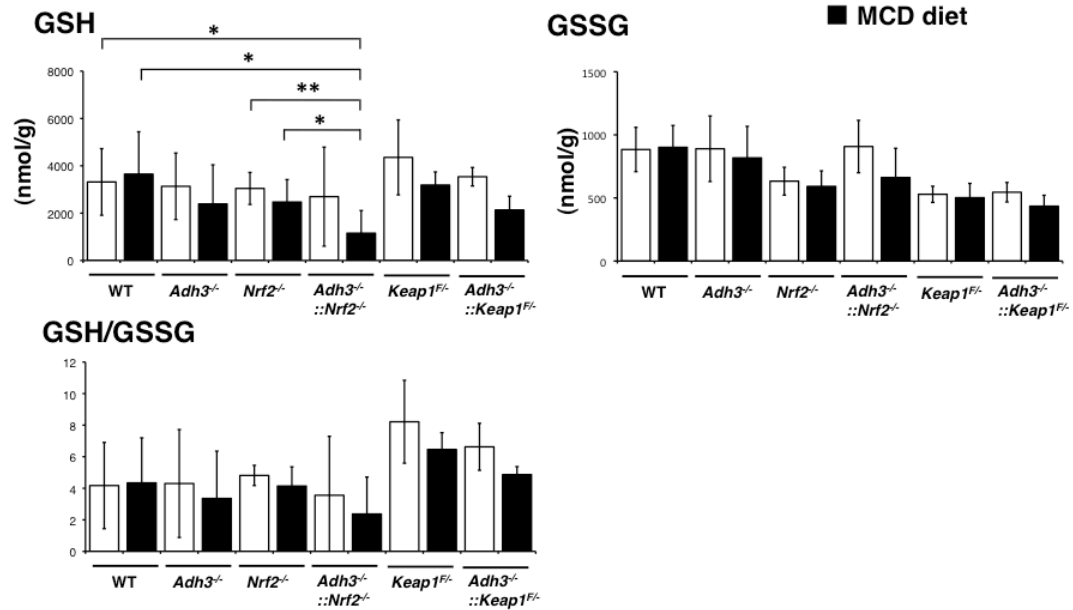 GSH
*
*
**
*
(nmol/g)
8000
6000
4000
2000
0
WT
Adh3-/-
Nrf2-/-
Adh3-/-
::Nrf2-/-
Keap1F/-
Adh3-/-
::Keap1F/-
GSSG
MCD diet
(nmol/g)
1500
1000
500
0
WT
Adh3-/-
Nrf2-/-
Adh3-/-
::Nrf2-/-
Keap1F/-
Adh3-/-
::Keap1F/-
GSH/GSSG
12
10
8
6
4
2
0
WT
Adh3-/-
Nrf2-/-
Adh3-/-
::Nrf2-/-
Keap1F/-
Adh3-/-
::Keap1F/-